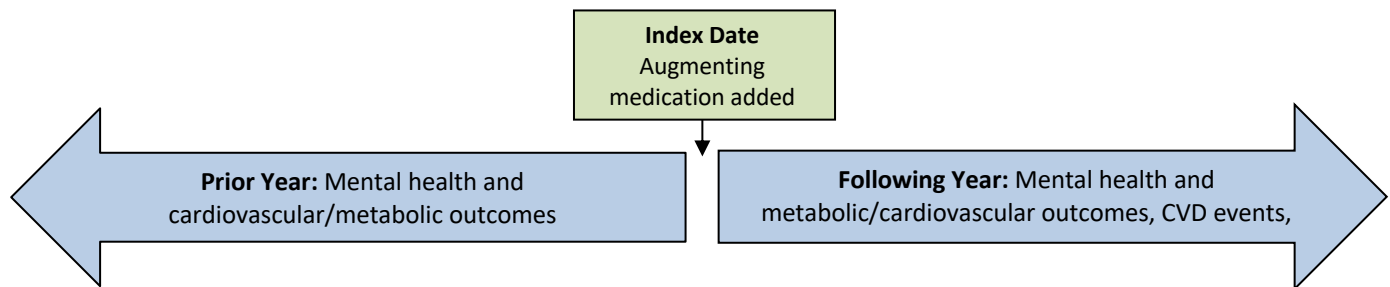 Index Date
Augmenting
medication added
Prior Year: Mental health and
cardiovascular/metabolic outcomes
Following Year: Mental health and
metabolic/cardiovascular outcomes, CVD events,